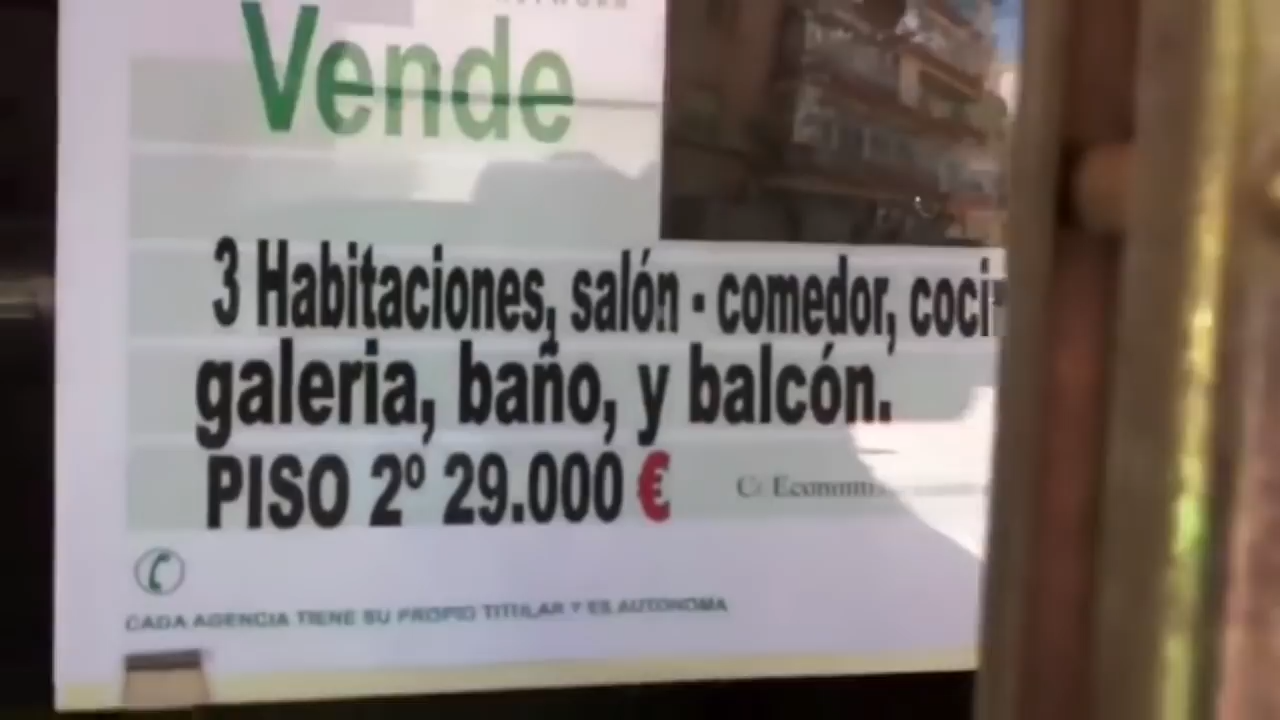 Vende
3 Habitaciones, salón - comedor, coci
galeria, baño, y balcón.
PISO 2º 29.000 €
C/
CADA AGENCIA TIENE SU PROPIO TITULAR Y ES AUTONOMA